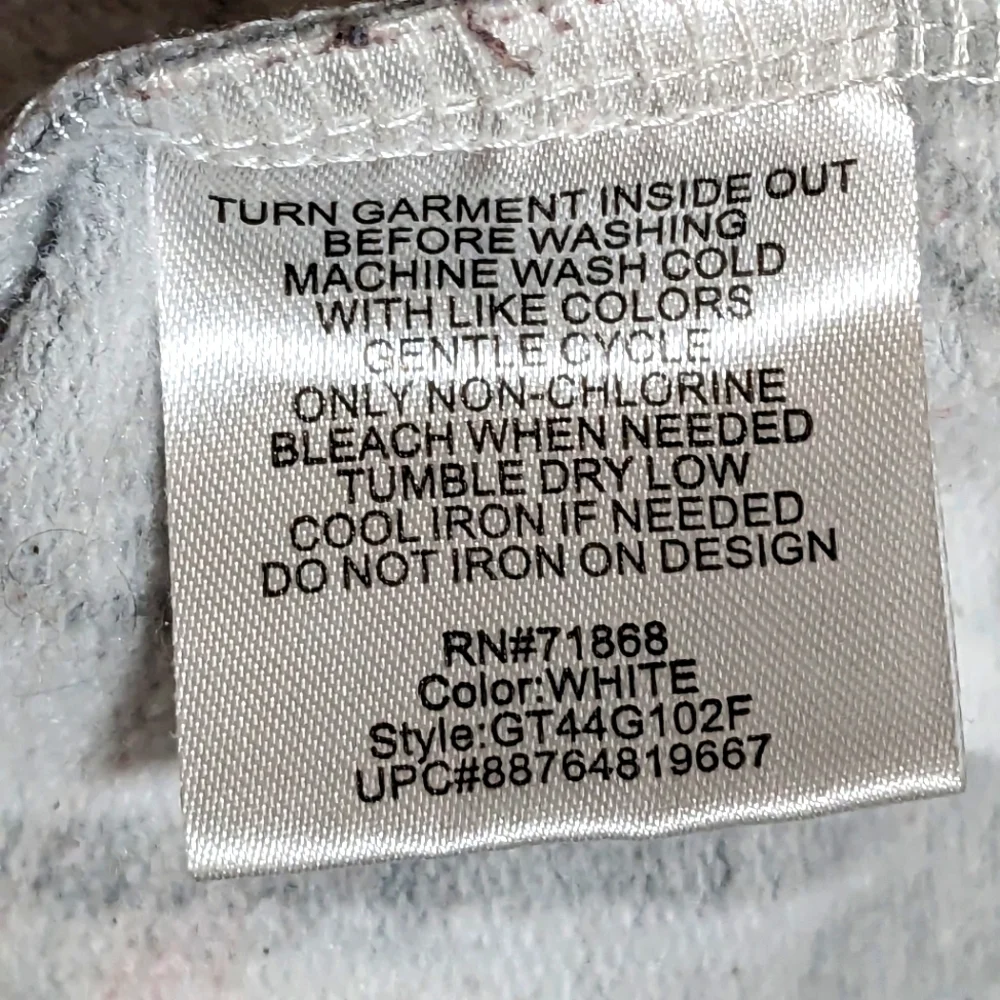 TURN GARMENT INSIDE OUT
BEFORE WASHING
MACHINE WASH COLD
WITH LIKE COLORS
GENTLE CYCLE
ONLY NON-CHLORINE
BLEACH WHEN NEEDED
TUMBLE DRY LOW
COOL IRON IF NEEDED
DO NOT IRON ON DESIGN
RN#71868
Color:WHITE
Style:GT44G102F
UPC#88764819667